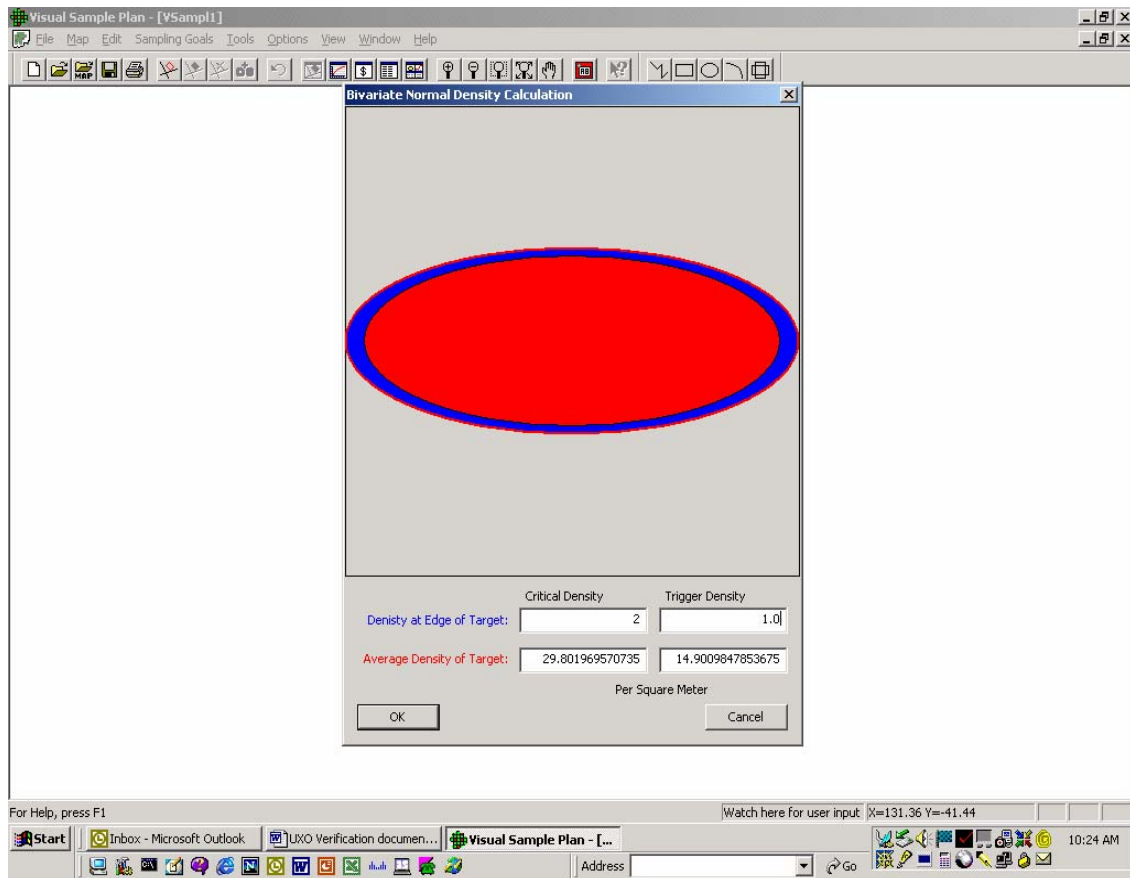 Visual Sample Plan - [VSampl1]
File Map Edit Sampling Goals Tools Options View Window Help
MAP
Bivariate Normal Density Calculation
Critical Density Trigger Density
Denisty at Edge of Target: 2 1.0
Average Density of Target: 29.801969570735 14.9009847853675
Per Square Meter
OK Cancel
For Help, press F1
Watch here for user input X=131.36 Y=-41.44
Start Inbox - Microsoft Outlook UXO Verification documen... Visual Sample Plan - [... 10:24 AM
Address Go